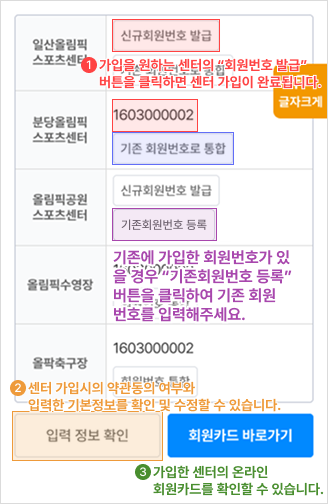 일산올림픽
스포츠센터
신규회원번호 발급
1 가입을 원하는 센터의 "회원번호 발급"
버튼을 클릭하면 센터 가입이 완료됩니다.
글자크게
분당올림픽
스포츠센터
1603000002
기존 회원번호로 통합
올림픽공원
스포츠센터
신규회원번호 발급
기존회원번호 등록
올림픽수영장
기존에 가입한 회원번호가 있
을 경우 "기존회원번호 등록"
버튼을 클릭하여 기존 회원
번호를 입력해주세요.
올팍축구장
1603000002
회원번호 통합
2 센터 가입시의 약관동의 여부와
입력한 기본정보를 확인 및 수정할 수 있습니다.
입력 정보 확인
회원카드 바로가기
3 가입한 센터의 온라인
회원카드를 확인할 수 있습니다.